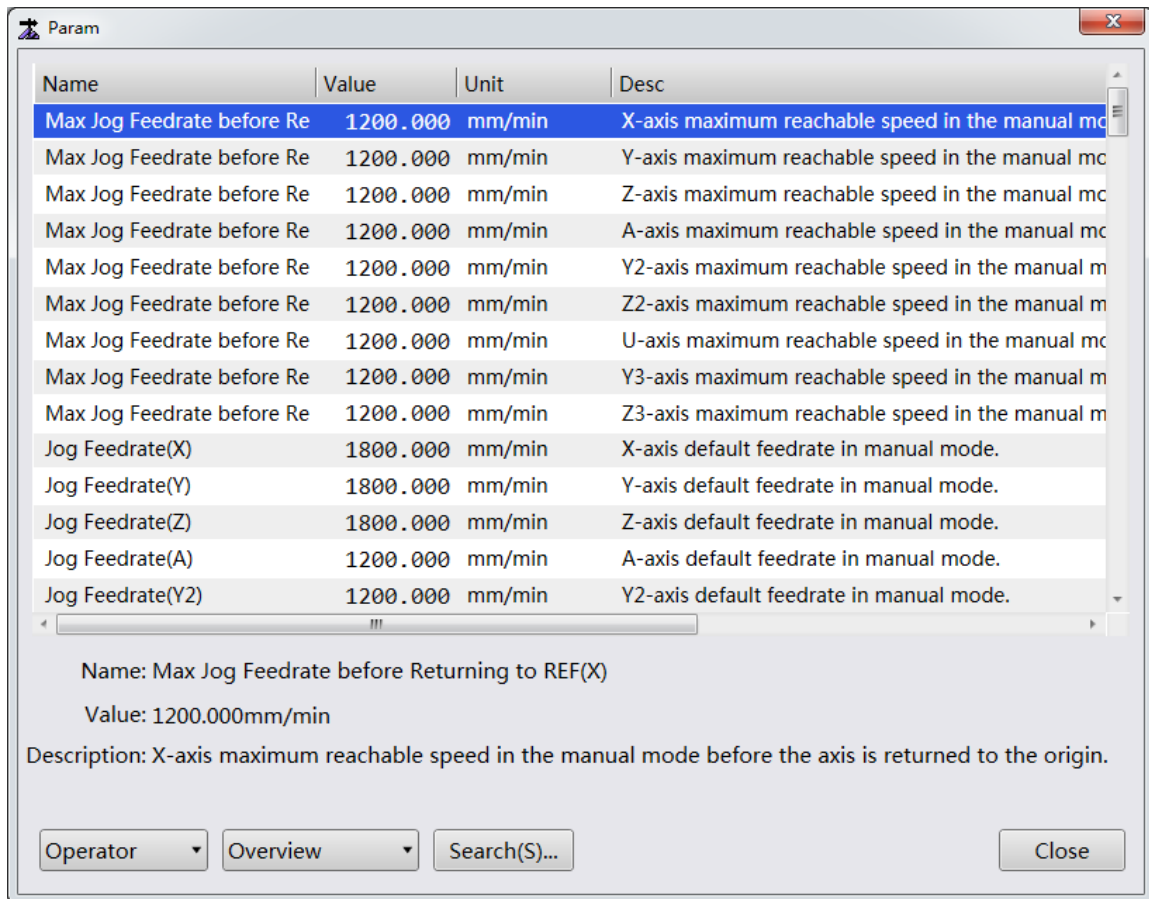 Param
Name Value Unit Desc
Max Jog Feedrate before Re 1200.000 mm/min X-axis maximum reachable speed in the manual mo
Max Jog Feedrate before Re 1200.000 mm/min Y-axis maximum reachable speed in the manual mo
Max Jog Feedrate before Re 1200.000 mm/min Z-axis maximum reachable speed in the manual mo
Max Jog Feedrate before Re 1200.000 mm/min A-axis maximum reachable speed in the manual mo
Max Jog Feedrate before Re 1200.000 mm/min Y2-axis maximum reachable speed in the manual m
Max Jog Feedrate before Re 1200.000 mm/min Z2-axis maximum reachable speed in the manual m
Max Jog Feedrate before Re 1200.000 mm/min U-axis maximum reachable speed in the manual mo
Max Jog Feedrate before Re 1200.000 mm/min Y3-axis maximum reachable speed in the manual m
Max Jog Feedrate before Re 1200.000 mm/min Z3-axis maximum reachable speed in the manual m
Jog Feedrate(X) 1800.000 mm/min X-axis default feedrate in manual mode.
Jog Feedrate(Y) 1800.000 mm/min Y-axis default feedrate in manual mode.
Jog Feedrate(Z) 1800.000 mm/min Z-axis default feedrate in manual mode.
Jog Feedrate(A) 1200.000 mm/min A-axis default feedrate in manual mode.
Jog Feedrate(Y2) 1200.000 mm/min Y2-axis default feedrate in manual mode.
Name: Max Jog Feedrate before Returning to REF(X)
Value: 1200.000mm/min
Description: X-axis maximum reachable speed in the manual mode before the axis is returned to the origin.
Operator Overview Search(S)... Close